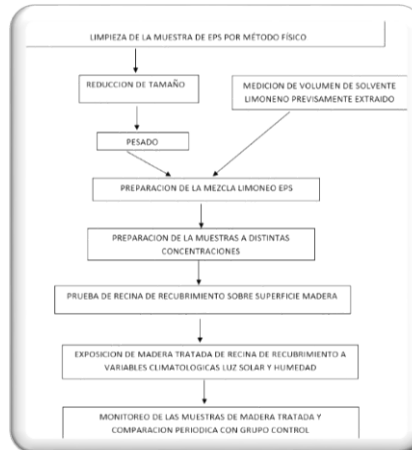 LIMPIEZA DE LA MUESTRA DE EPS POR MÉTODO FÍSICO
REDUCCION DE TAMAÑO
MEDICION DE VOLUMEN DE SOLVENTE
LIMONENO PREVISAMENTE EXTRAIDO
PESADO
PREPARACION DE LA MEZCLA LIMONEO EPS
PREPARACION DE LA MUESTRAS A DISTINTAS
CONCENTRACIONES
PRUEBA DE RECINA DE RECUBRIMIENTO SOBRE SUPERFICIE MADERA
EXPOSICION DE MADERA TRATADA DE RECINA DE RECUBRIMIENTO A
VARIABLES CLIMATOLOGICAS LUZ SOLAR Y HUMEDAD
MONITOREO DE LAS MUESTRAS DE MADERA TRATADA Y
COMPARACION PERIODICA CON GRUPO CONTROL